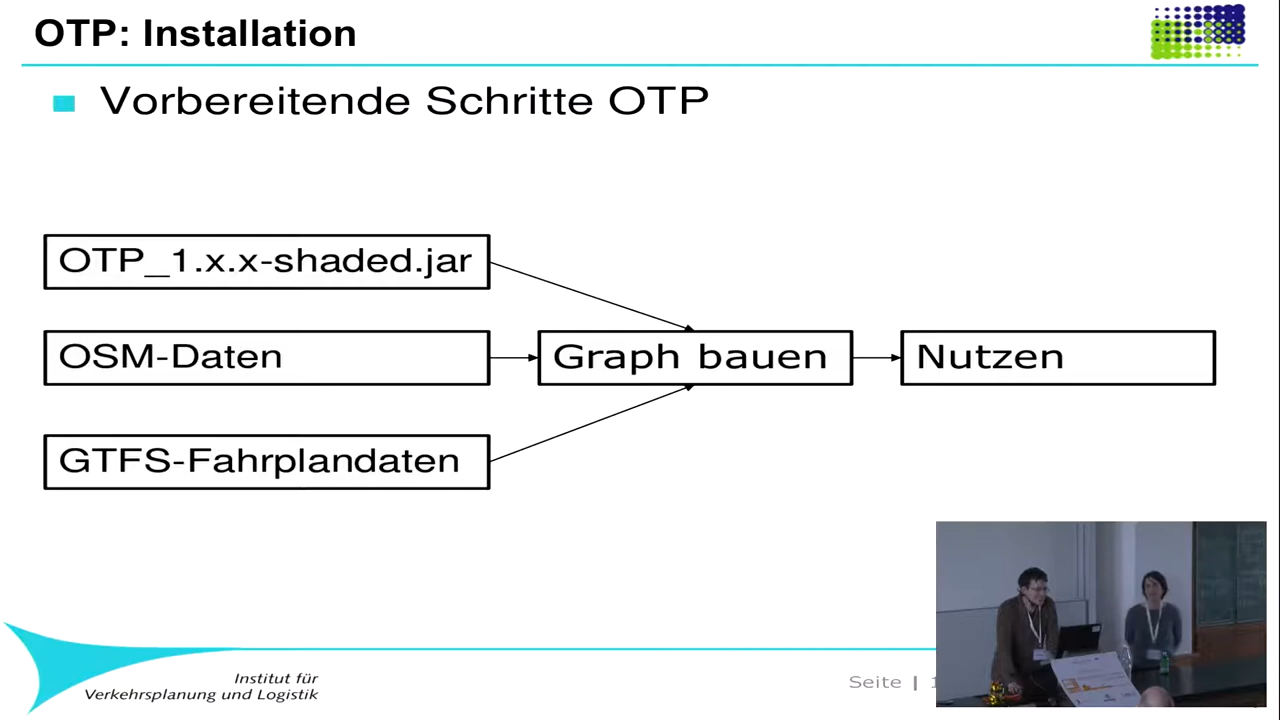 OTP: Installation
Vorbereitende Schritte OTP
OTP_1.x.x-shaded.jar
OSM-Daten
Graph bauen
Nutzen
GTFS-Fahrplandaten
Institut für
Verkehrsplanung und Logistik
Seite |